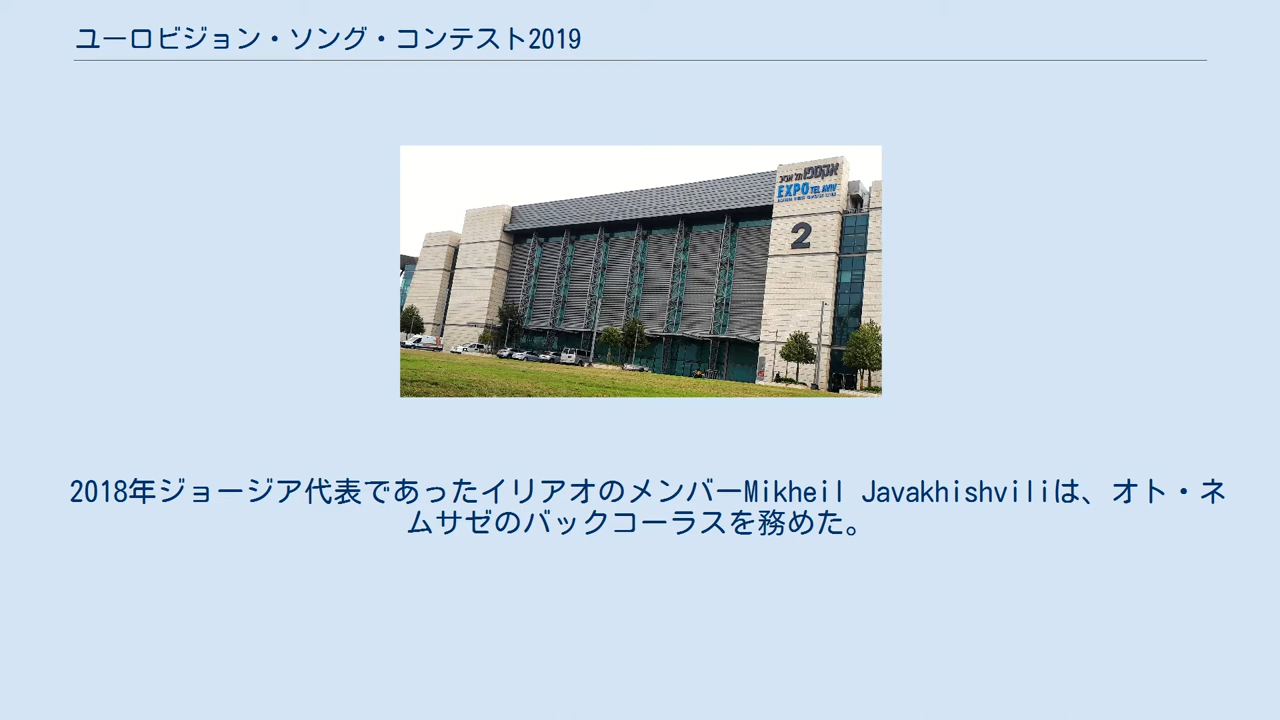 ユーロビジョン・ソング・コンテスト2019
אקספו תל אביב
EXPO TEL AVIV
2
2018年ジョージア代表であったイリアオのメンバーMikheil Javakhishviliは、オト・ネ
ムサゼのバックコーラスを務めた。